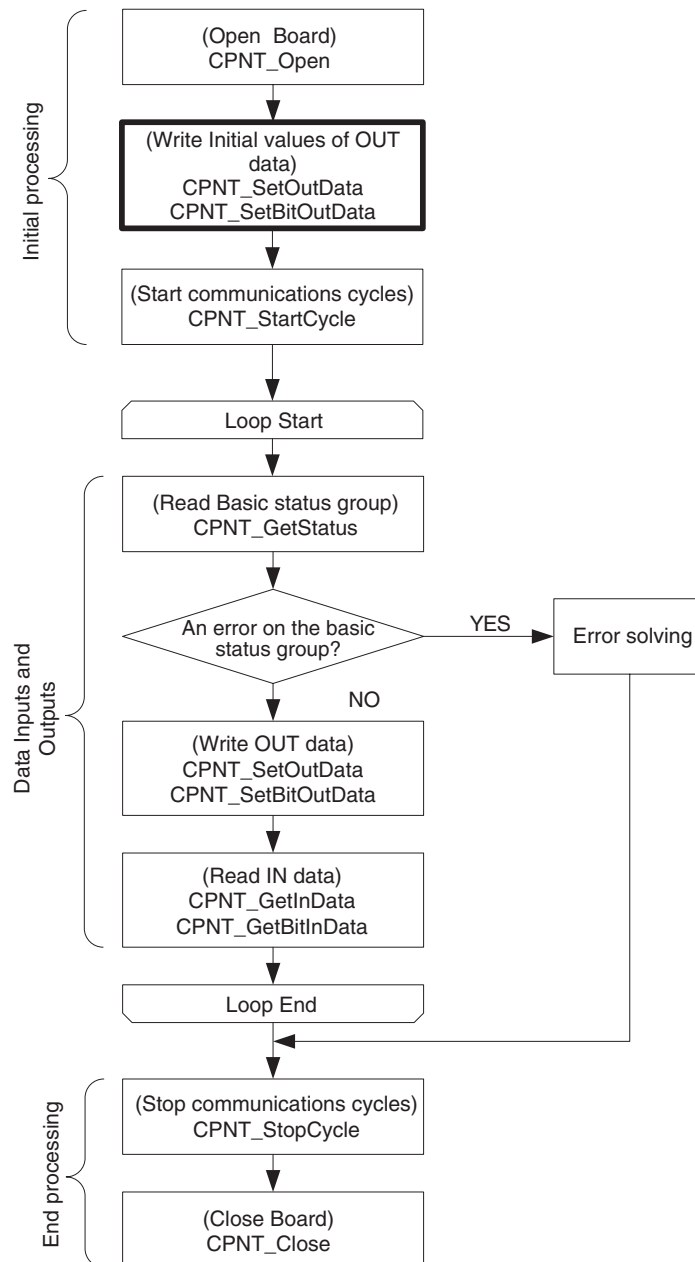 Initial processing
(Open Board)
CPNT_Open
(Write Initial values of OUT
data)
CPNT_SetOutData
CPNT_SetBitOutData
(Start communications cycles)
CPNT_StartCycle
Loop Start
Data Inputs and
Outputs
(Read Basic status group)
CPNT_GetStatus
An error on the basic
status group?
YES
Error solving
NO
(Write OUT data)
CPNT_SetOutData
CPNT_SetBitOutData
(Read IN data)
CPNT_GetInData
CPNT_GetBitInData
Loop End
End processing
(Stop communications cycles)
CPNT_StopCycle
(Close Board)
CPNT_Close